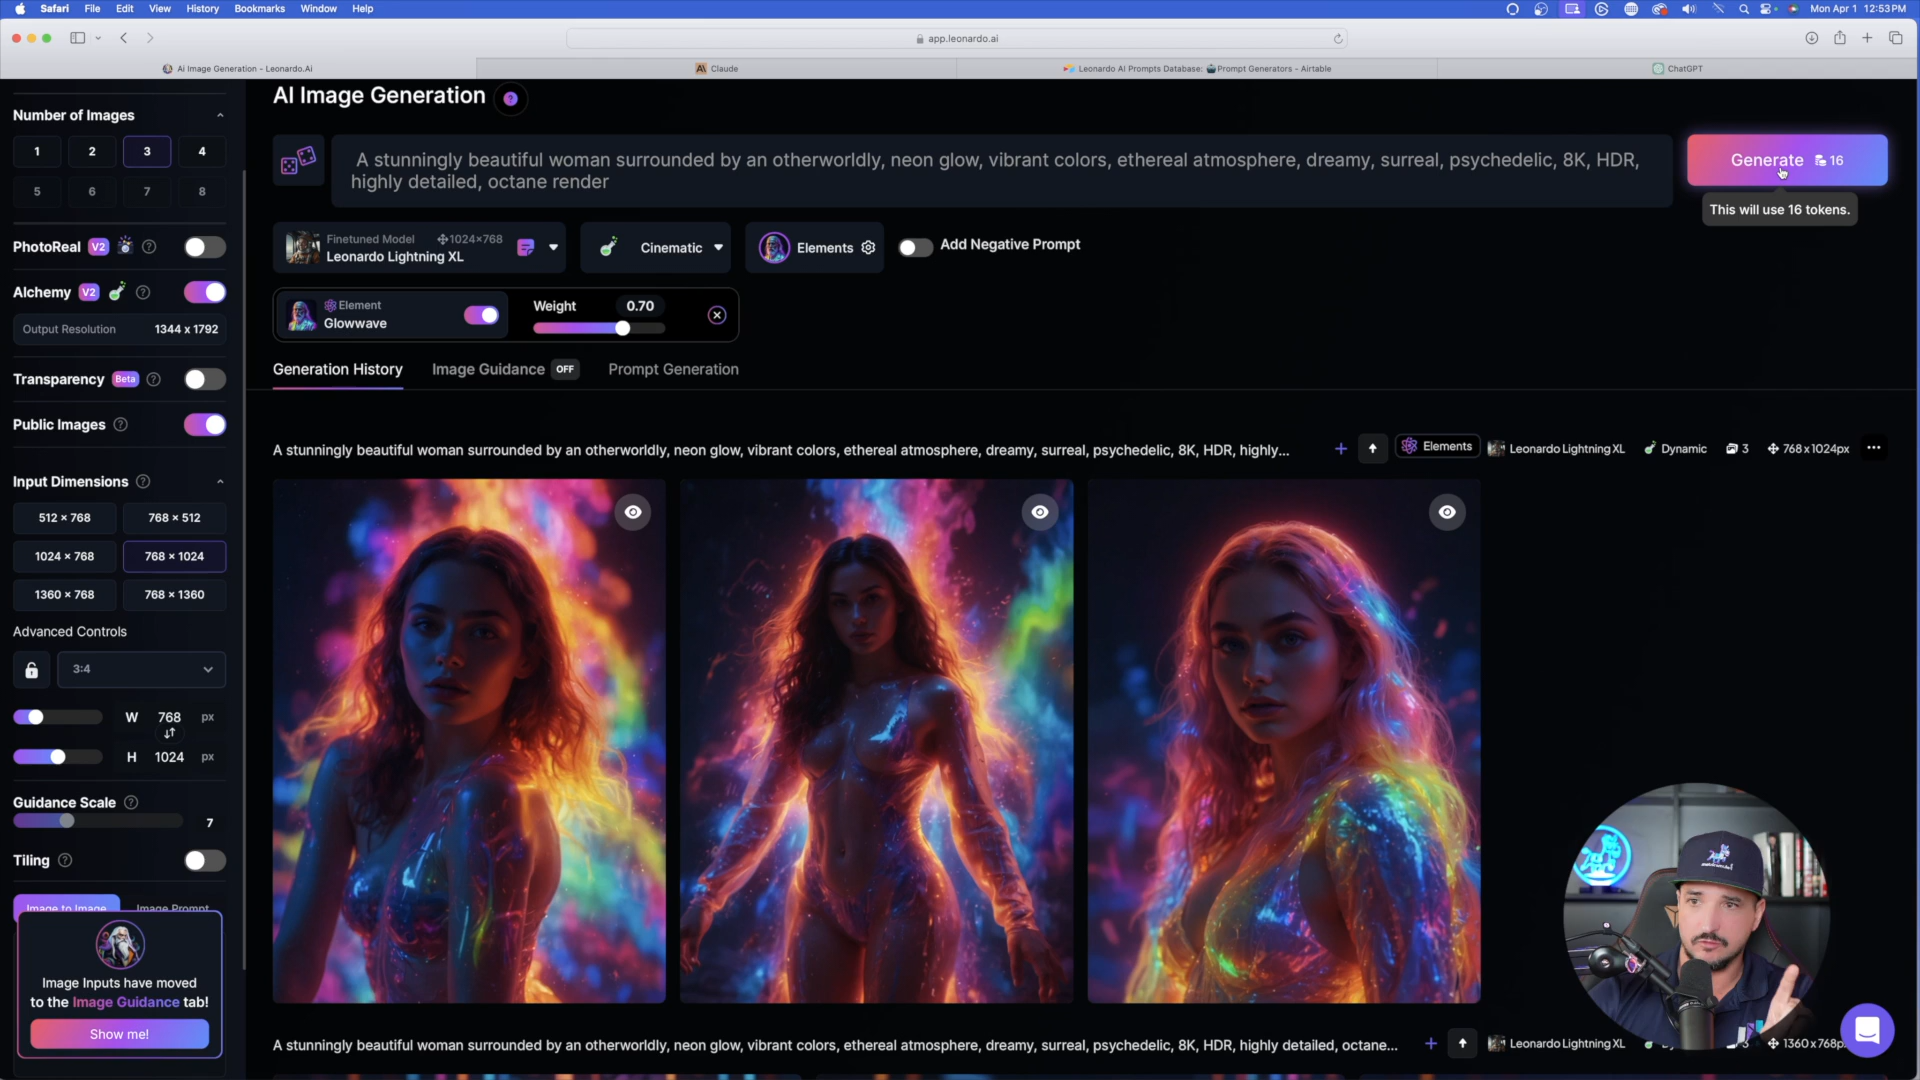 Safari File Edit View History Bookmarks Window Help Mon Apr 1 12:53 PM
app.leonardo.ai
Ai Image Generation - Leonardo.Ai
Claude
Leonardo AI Prompts Database: Prompt Generators - Airtable
ChatGPT
Number of Images
1 2 3 4
5 6 7 8
PhotoReal V2
Alchemy V2
Output Resolution 1344 x 1792
Transparency Beta
Public Images
Input Dimensions
512 × 768 768 × 512
1024 × 768 768 × 1024
1360 × 768 768 × 1360
Advanced Controls
3:4
W 768 px
H 1024 px
Guidance Scale
7
Tiling
Image to Image Image Prompt
Image Inputs have moved
to the Image Guidance tab!
Show me!
AI Image Generation ?
A stunningly beautiful woman surrounded by an otherworldly, neon glow, vibrant colors, ethereal atmosphere, dreamy, surreal, psychedelic, 8K, HDR,
highly detailed, octane render
Generate 16
This will use 16 tokens.
Finetuned Model 1024×768
Leonardo Lightning XL
Cinematic
Elements
Add Negative Prompt
Element
Glowwave
Weight 0.70
Generation History Image Guidance OFF Prompt Generation
A stunningly beautiful woman surrounded by an otherworldly, neon glow, vibrant colors, ethereal atmosphere, dreamy, surreal, psychedelic, 8K, HDR, highly...
Elements Leonardo Lightning XL Dynamic 3 768 x 1024px
A stunningly beautiful woman surrounded by an otherworldly, neon glow, vibrant colors, ethereal atmosphere, dreamy, surreal, psychedelic, 8K, HDR, highly detailed, octane...
Leonardo Lightning XL 3 1360 x 768px